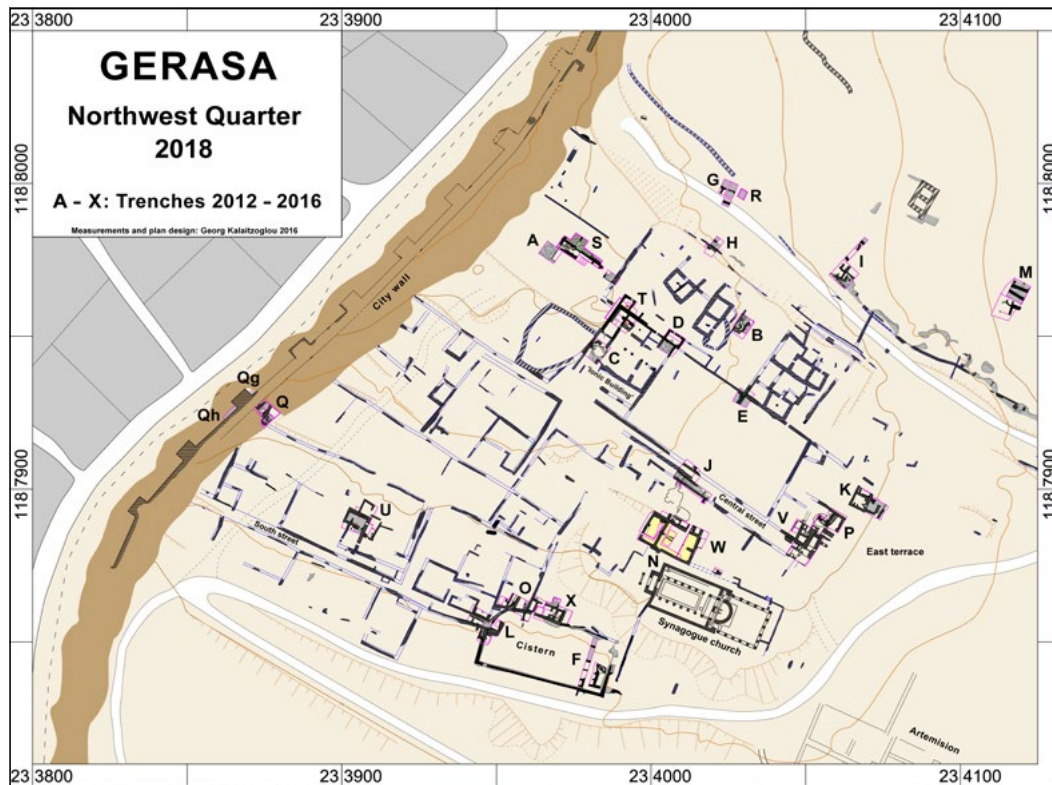 23 3800
23 3900
23 4000
23 4100
GERASA
Northwest Quarter
2018
A - X: Trenches 2012 - 2016
Measurements and plan design: Georg Kalaitzoglou 2016
118 8000
118 8000
G
R
A
S
H
I
M
City wall
T
D
B
C
'Ionis Building'
E
Qg
Qh
Q
118 7900
118 7900
J
K
Central street
V
P
U
W
East terrace
South street
N
O
X
L
Cistern
F
Synagogue church
Artemision
23 3800
23 3900
23 4000
23 4100